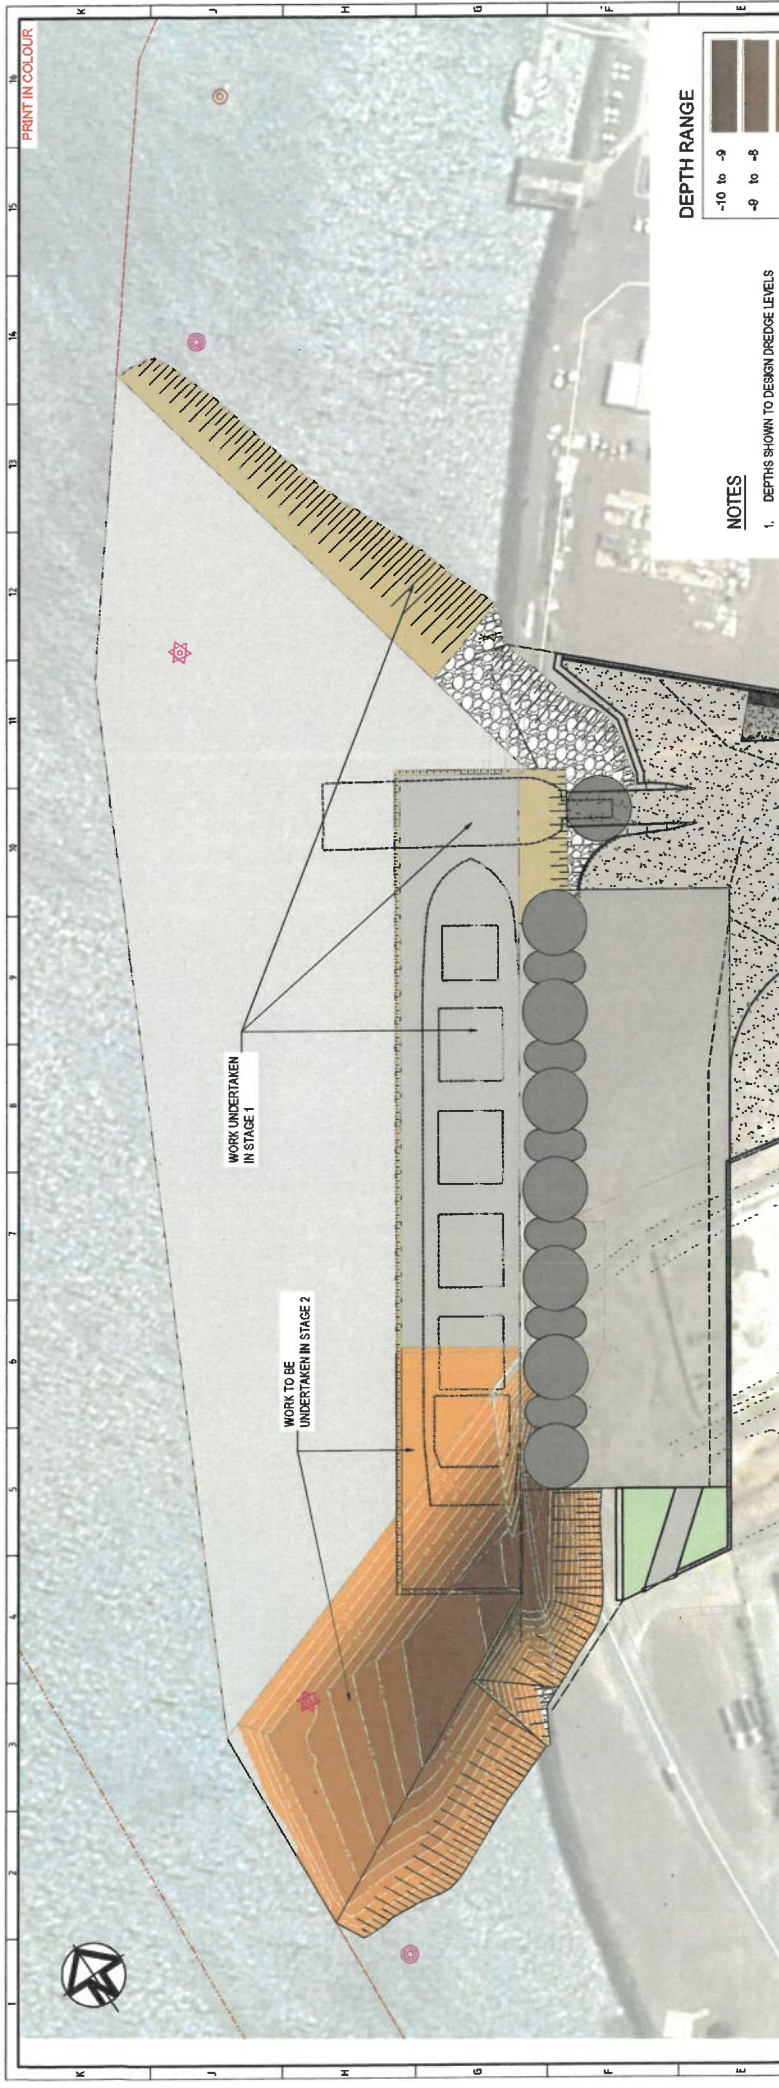 PRINT IN COLOUR
K
J
H
G
F
E
16
15
14
13
12
11
10
9
8
7
6
5
4
3
2
1
WORK UNDERTAKEN
IN STAGE 1
WORK TO BE
UNDERTAKEN IN STAGE 2
DEPTH RANGE
-10 to -9
-9 to -8
NOTES
1. DEPTHS SHOWN TO DESIGN DREDGE LEVELS
K
J
H
G
F
E